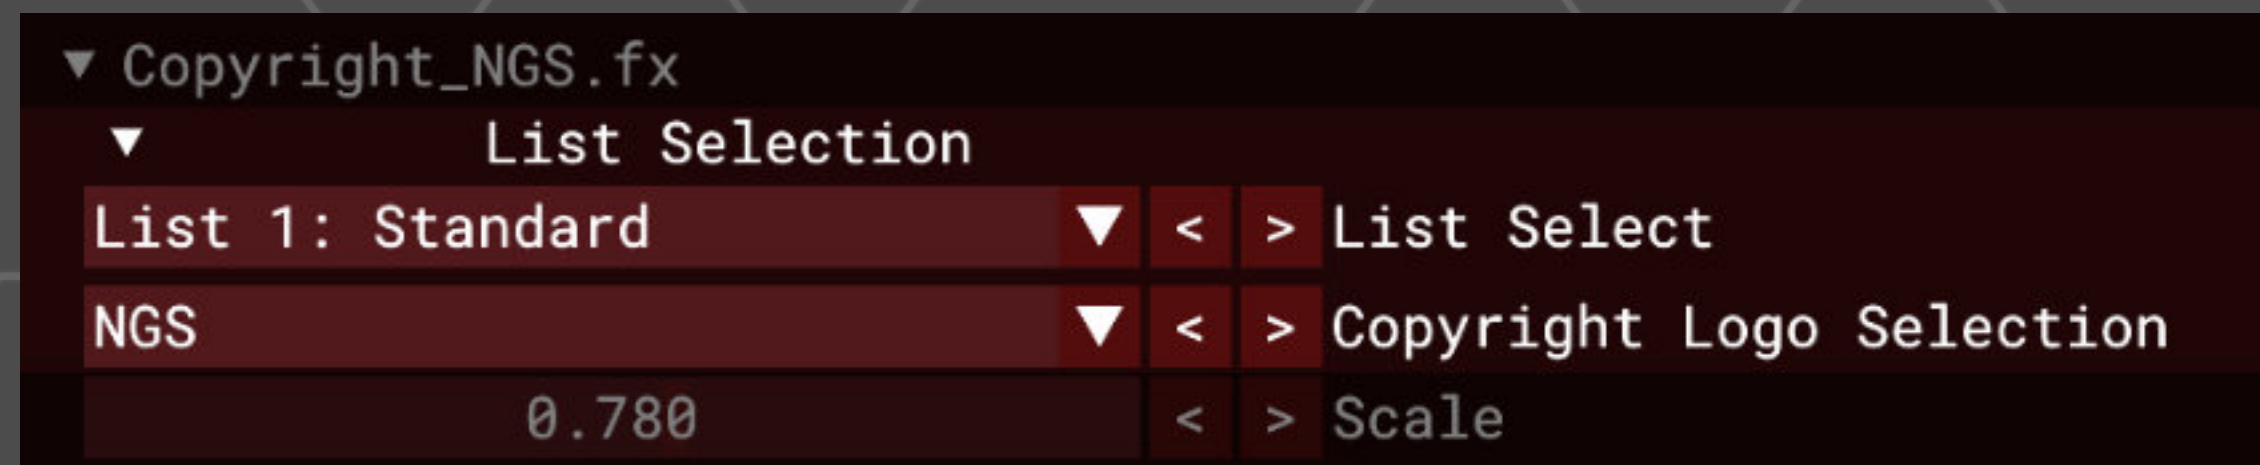 Copyright_NGS.fx
List Selection
List 1: Standard < > List Select
NGS < > Copyright Logo Selection
0.780 < > Scale